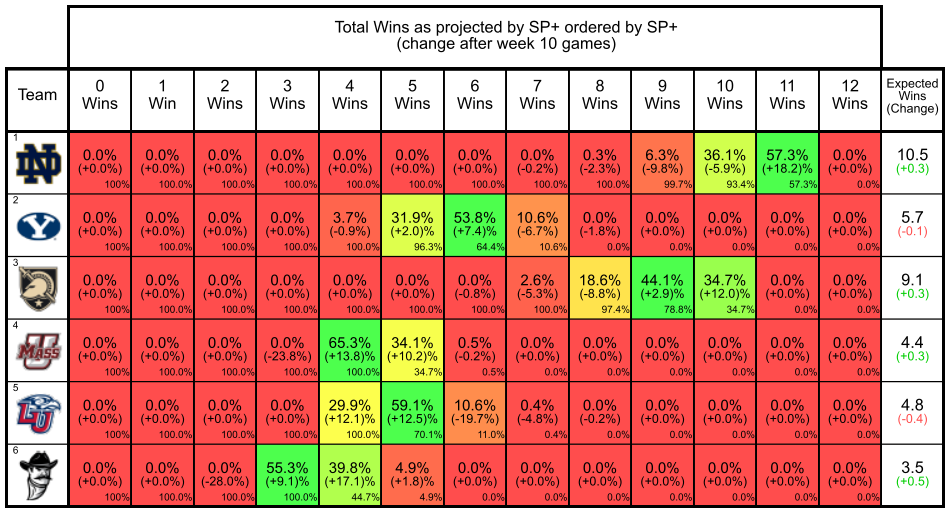 Total Wins as projected by SP+ ordered by SP+
(change after week 10 games)
Team 0 Wins 1 Win 2 Wins 3 Wins 4 Wins 5 Wins 6 Wins 7 Wins 8 Wins 9 Wins 10 Wins 11 Wins 12 Wins Expected Wins (Change)
1
ND
0.0% 0.0% 0.0% 0.0% 0.0% 0.0% 0.0% 0.0% 0.3% 6.3% 36.1% 57.3% 0.0% 10.5
(+0.0%) (+0.0%) (+0.0%) (+0.0%) (+0.0%) (+0.0%) (+0.0%) (-0.2%) (-2.3%) (-9.8%) (-5.9%) (+18.2)% (+0.0%) (+0.3)
100% 100.0% 100.0% 100.0% 100.0% 100.0% 100.0% 100.0% 100.0% 99.7% 93.4% 57.3% 0.0%
2
Y
0.0% 0.0% 0.0% 0.0% 3.7% 31.9% 53.8% 10.6% 0.0% 0.0% 0.0% 0.0% 0.0% 5.7
(+0.0%) (+0.0%) (+0.0%) (+0.0%) (-0.9%) (+2.0)% (+7.4)% (-6.7%) (-1.8%) (+0.0%) (+0.0%) (+0.0%) (+0.0%) (-0.1)
100% 100.0% 100.0% 100.0% 100.0% 96.3% 64.4% 10.6% 0.0% 0.0% 0.0% 0.0% 0.0%
3
0.0% 0.0% 0.0% 0.0% 0.0% 0.0% 0.0% 2.6% 18.6% 44.1% 34.7% 0.0% 0.0% 9.1
(+0.0%) (+0.0%) (+0.0%) (+0.0%) (+0.0%) (+0.0%) (-0.8%) (-5.3%) (-8.8%) (+2.9)% (+12.0)% (+0.0%) (+0.0%) (+0.3)
100% 100.0% 100.0% 100.0% 100.0% 100.0% 100.0% 100.0% 97.4% 78.8% 34.7% 0.0% 0.0%
4
U MASS
0.0% 0.0% 0.0% 0.0% 65.3% 34.1% 0.5% 0.0% 0.0% 0.0% 0.0% 0.0% 0.0% 4.4
(+0.0%) (+0.0%) (+0.0%) (-23.8%) (+13.8)% (+10.2)% (-0.2%) (+0.0%) (+0.0%) (+0.0%) (+0.0%) (+0.0%) (+0.0%) (+0.3)
100% 100.0% 100.0% 100.0% 100.0% 34.7% 0.5% 0.0% 0.0% 0.0% 0.0% 0.0% 0.0%
5
LU
0.0% 0.0% 0.0% 0.0% 29.9% 59.1% 10.6% 0.4% 0.0% 0.0% 0.0% 0.0% 0.0% 4.8
(+0.0%) (+0.0%) (+0.0%) (+0.0%) (+12.1)% (+12.5)% (-19.7%) (-4.8%) (-0.2%) (+0.0%) (+0.0%) (+0.0%) (+0.0%) (-0.4)
100% 100.0% 100.0% 100.0% 100.0% 70.1% 11.0% 0.4% 0.0% 0.0% 0.0% 0.0% 0.0%
6
0.0% 0.0% 0.0% 55.3% 39.8% 4.9% 0.0% 0.0% 0.0% 0.0% 0.0% 0.0% 0.0% 3.5
(+0.0%) (+0.0%) (-28.0%) (+9.1)% (+17.1)% (+1.8)% (+0.0%) (+0.0%) (+0.0%) (+0.0%) (+0.0%) (+0.0%) (+0.0%) (+0.5)
100% 100.0% 100.0% 100.0% 44.7% 4.9% 0.0% 0.0% 0.0% 0.0% 0.0% 0.0% 0.0%